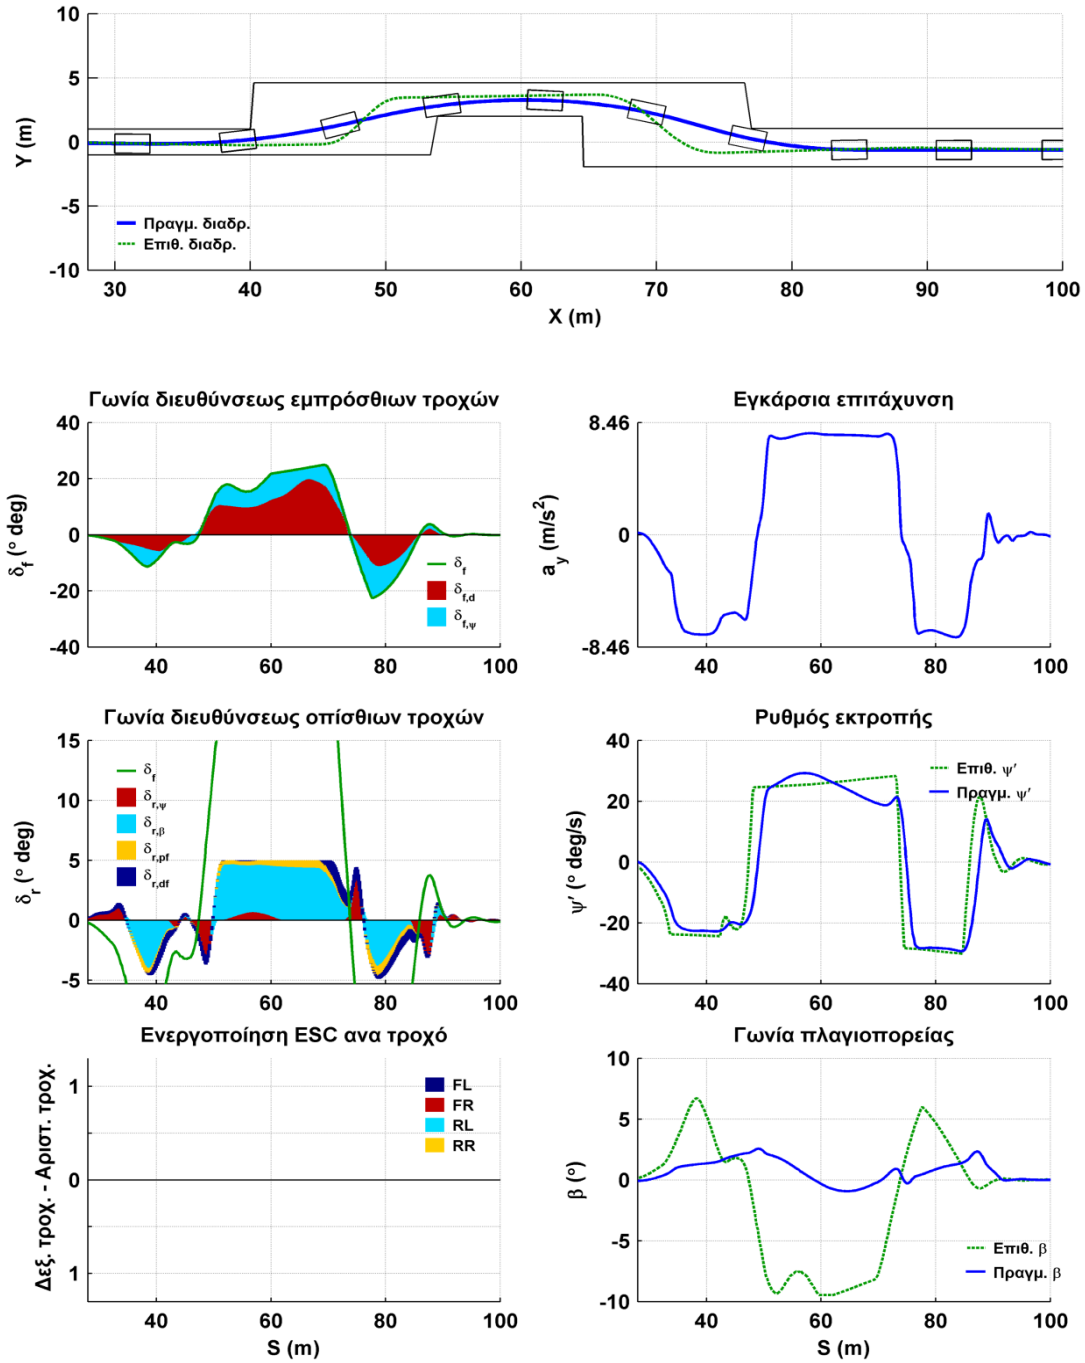 10
5
0
-5
-10
Y (m)
Πραγμ. διαδρ.
Επιθ. διαδρ.
30 40 50 60 70 80 90 100
X (m)
Γωνία διευθύνσεως εμπρόσθιων τροχών
40
20
0
-20
-40
δf (° deg)
δf
δf,d
δf,ψ
40 60 80 100
Εγκάρσια επιτάχυνση
8.46
0
-8.46
ay (m/s²)
40 60 80 100
Γωνία διευθύνσεως οπίσθιων τροχών
15
10
5
0
-5
δr (° deg)
δf
δr,ψ
δr,β
δr,pf
δr,df
40 60 80 100
Ρυθμός εκτροπής
40
20
0
-20
-40
ψ' (° deg/s)
Επιθ. ψ'
Πραγμ. ψ'
40 60 80 100
Ενεργοποίηση ESC ανα τροχό
1
0
1
Δεξ. τροχ. - Αριστ. τροχ.
FL
FR
RL
RR
40 60 80 100
S (m)
Γωνία πλαγιοπορείας
10
5
0
-5
-10
β (°)
Επιθ. β
Πραγμ. β
40 60 80 100
S (m)